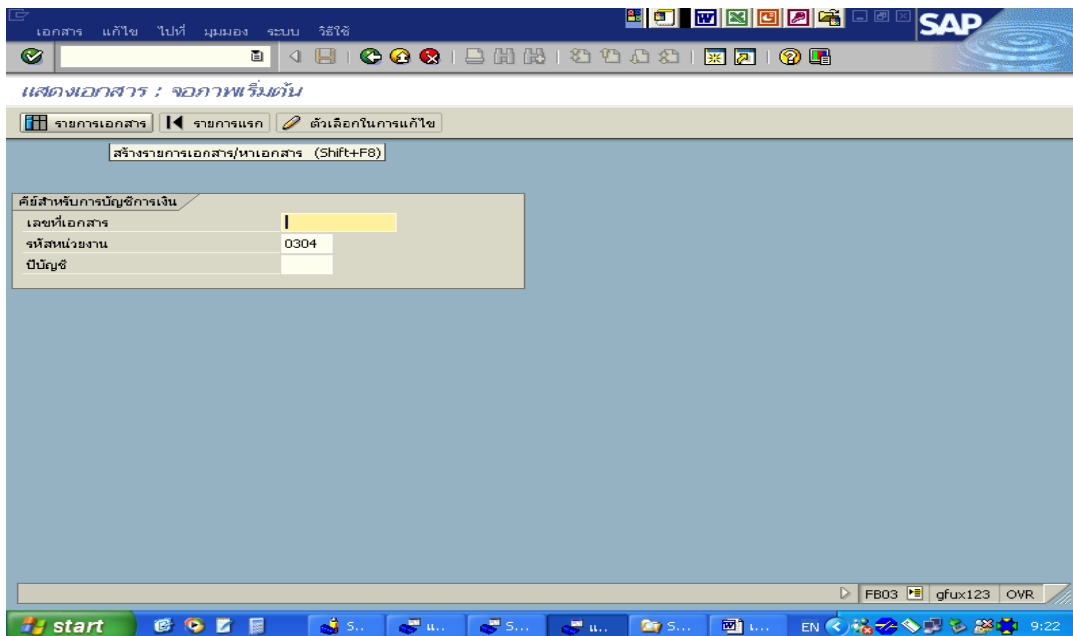 เอกสาร แก้ไข ไปที่ มุมมอง ระบบ วิธีใช้
SAP
แสดงเอกสาร : จอภาพเริ่มต้น
รายการเอกสาร รายการแรก ตัวเลือกในการแก้ไข
สร้างรายการเอกสาร/หาเอกสาร (Shift+F8)
คีย์สำหรับการบัญชีการเงิน
เลขที่เอกสาร
รหัสหน่วยงาน 0304
ปีบัญชี
FB03 gfux123 OVR
start S.. แ.. S... แ.. S... เ... EN 9:22